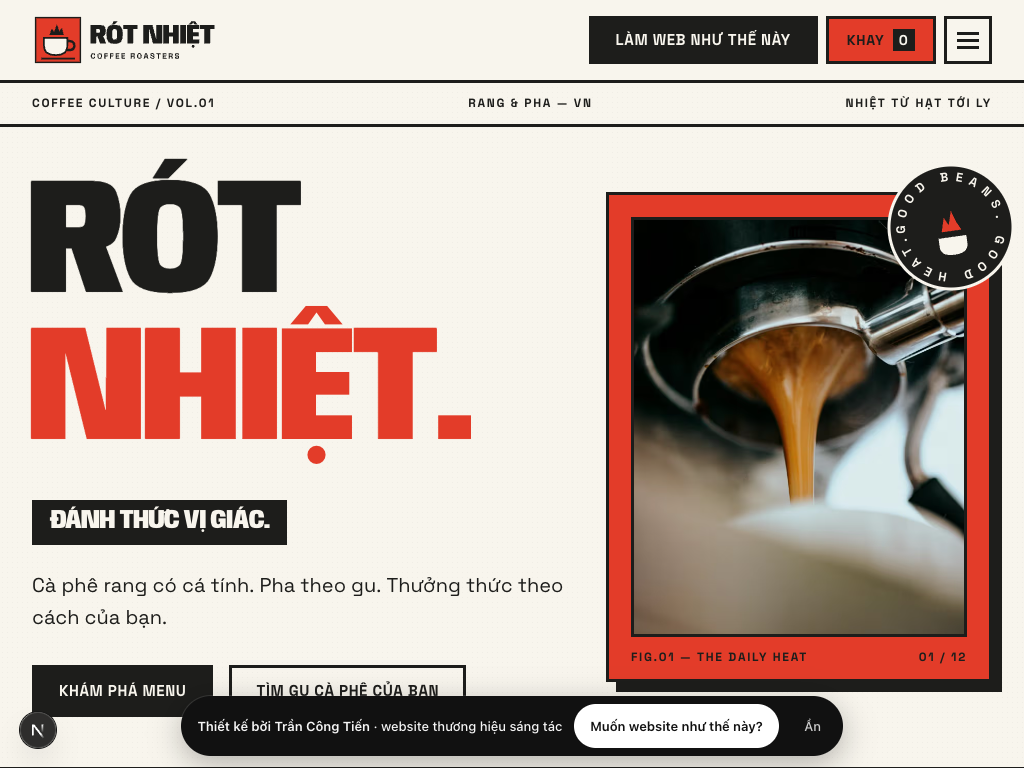 RÓT NHIỆT
COFFEE ROASTERS
LÀM WEB NHƯ THẾ NÀY
KHAY 0
COFFEE CULTURE / VOL.01
RANG & PHA — VN
NHIỆT TỪ HẠT TỚI LY
RÓT
NHIỆT.
GOOD BEANS. GOOD HEAT.
ĐÁNH THỨC VỊ GIÁC.
Cà phê rang có cá tính. Pha theo gu. Thưởng thức theo
cách của bạn.
FIG.01 — THE DAILY HEAT
01 / 12
KHÁM PHÁ MENU
TÌM GU CÀ PHÊ CỦA BẠN
Thiết kế bởi Trần Công Tiến · website thương hiệu sáng tác
Muốn website như thế này?
Ẩn
N